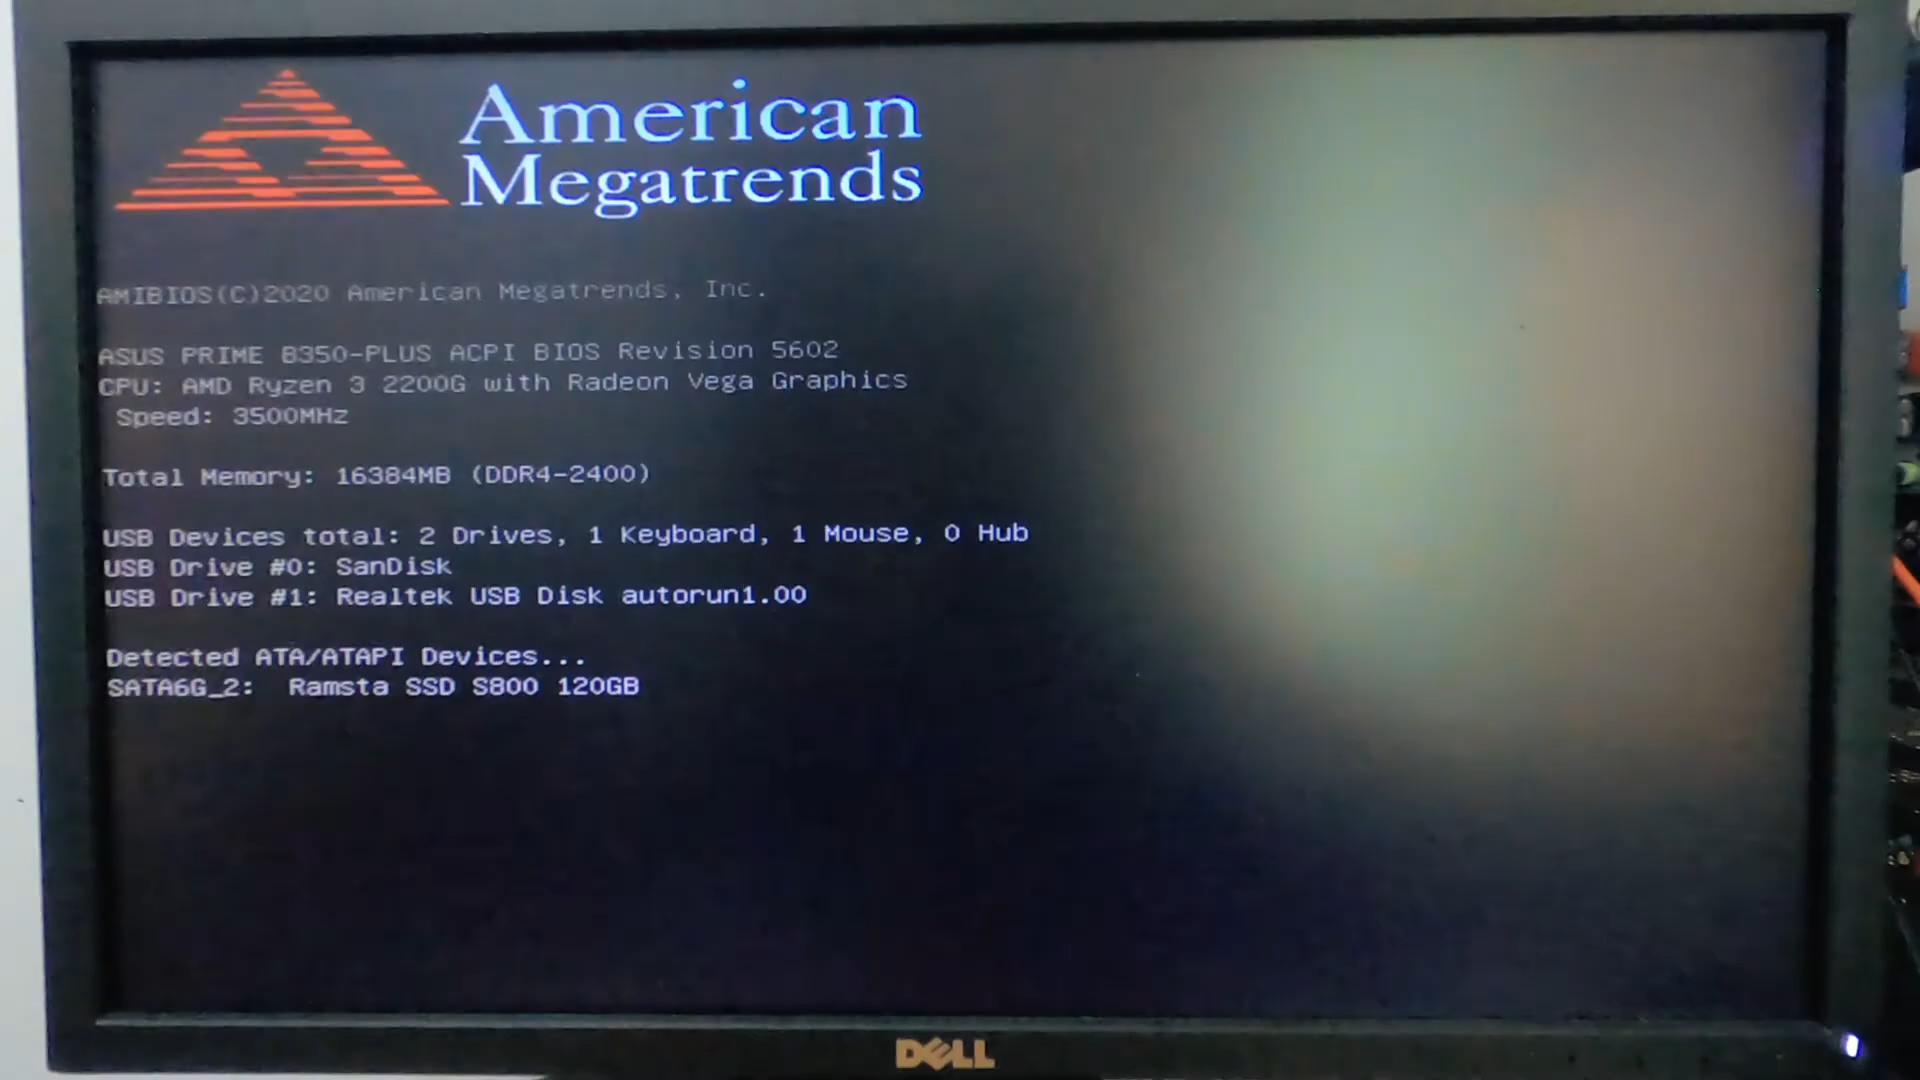 American
Megatrends
AMIBIOS(C)2020 American Megatrends, Inc.
ASUS PRIME B350-PLUS ACPI BIOS Revision 5602
CPU: AMD Ryzen 3 2200G with Radeon Vega Graphics
Speed: 3500MHz
Total Memory: 16384MB (DDR4-2400)
USB Devices total: 2 Drives, 1 Keyboard, 1 Mouse, 0 Hub
USB Drive #0: SanDisk
USB Drive #1: Realtek USB Disk autorun1.00
Detected ATA/ATAPI Devices...
SATA6G_2: Ramsta SSD S800 120GB
DELL